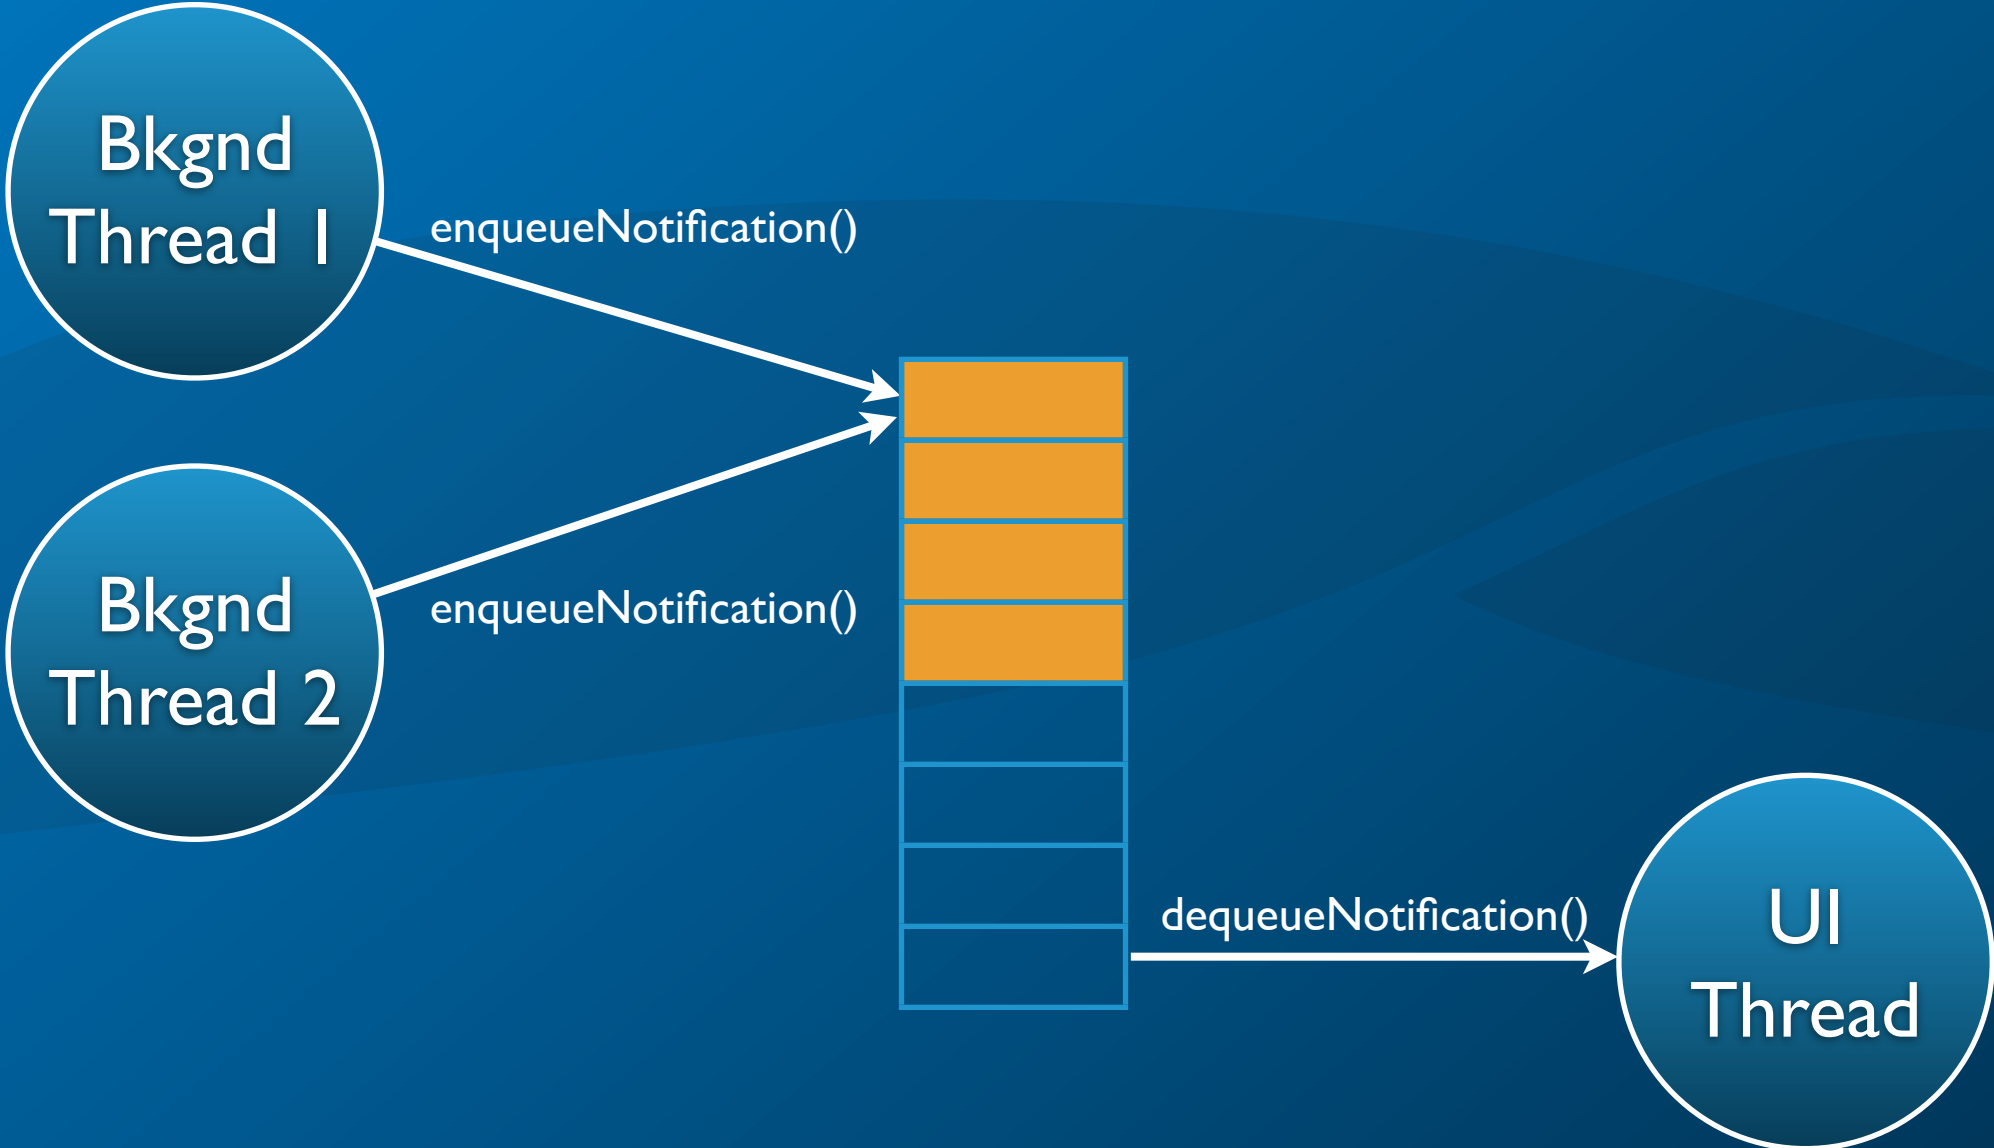 Bkgnd
Thread 1
enqueueNotification()
Bkgnd
Thread 2
enqueueNotification()
dequeueNotification()
UI
Thread